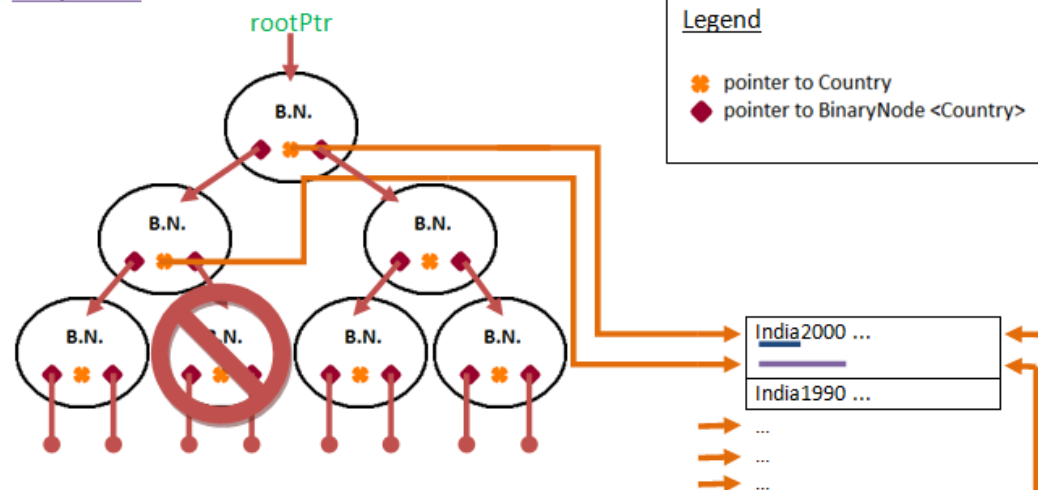 rootPtr
Legend
pointer to Country
pointer to BinaryNode <Country>
B.N.
B.N.
B.N.
B.N.
B.N.
B.N.
India2000 ...
India1990 ...
...
...
...